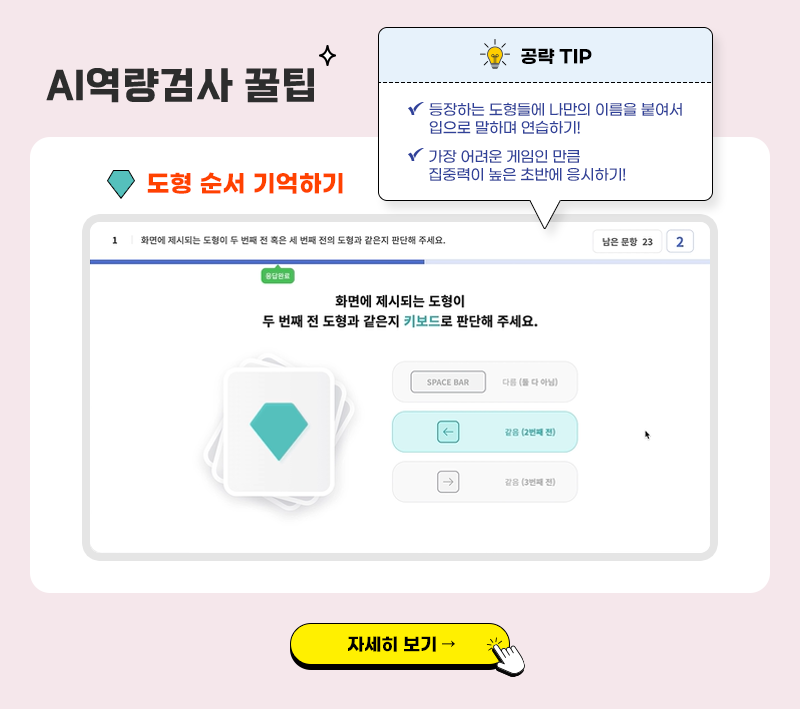 AI역량검사 꿀팁
공략 TIP
등장하는 도형들에 나만의 이름을 붙여서
입으로 말하며 연습하기!
가장 어려운 게임인 만큼
집중력이 높은 초반에 응시하기!
도형 순서 기억하기
1 화면에 제시되는 도형이 두 번째 전 혹은 세 번째 전의 도형과 같은지 판단해 주세요.
남은 문항 23
2
응답완료
화면에 제시되는 도형이
두 번째 전 도형과 같은지 키보드로 판단해 주세요.
SPACE BAR 다름 (둘 다 아님)
← 같음 (2번째 전)
→ 같음 (3번째 전)
자세히 보기 →